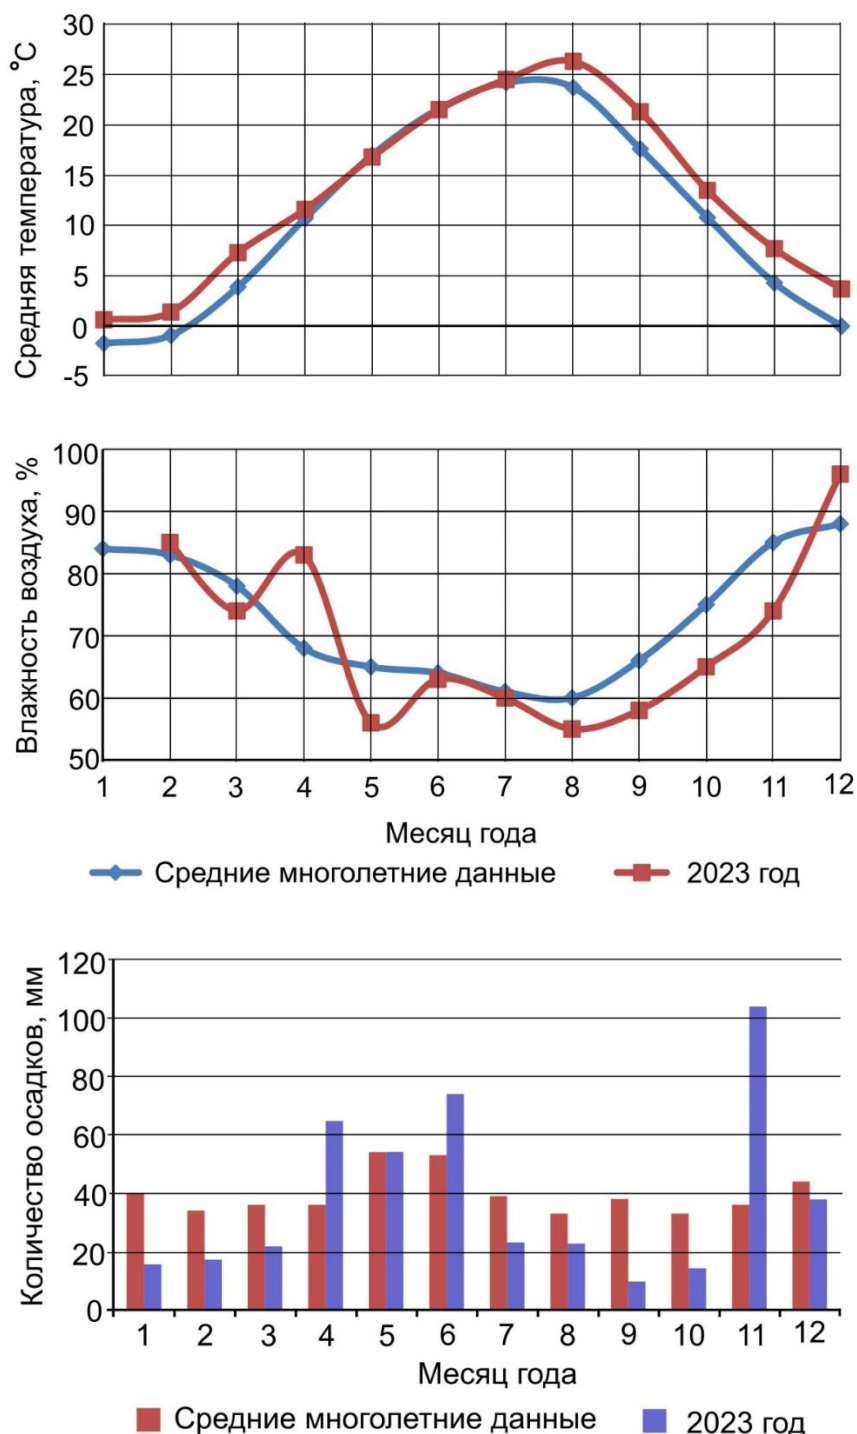 Средняя температура, °С
30
25
20
15
10
5
0
-5
Влажность воздуха, %
100
90
80
70
60
50
1 2 3 4 5 6 7 8 9 10 11 12
Месяц года
Средние многолетние данные 2023 год
Количество осадков, мм
120
100
80
60
40
20
0
1 2 3 4 5 6 7 8 9 10 11 12
Месяц года
Средние многолетние данные 2023 год